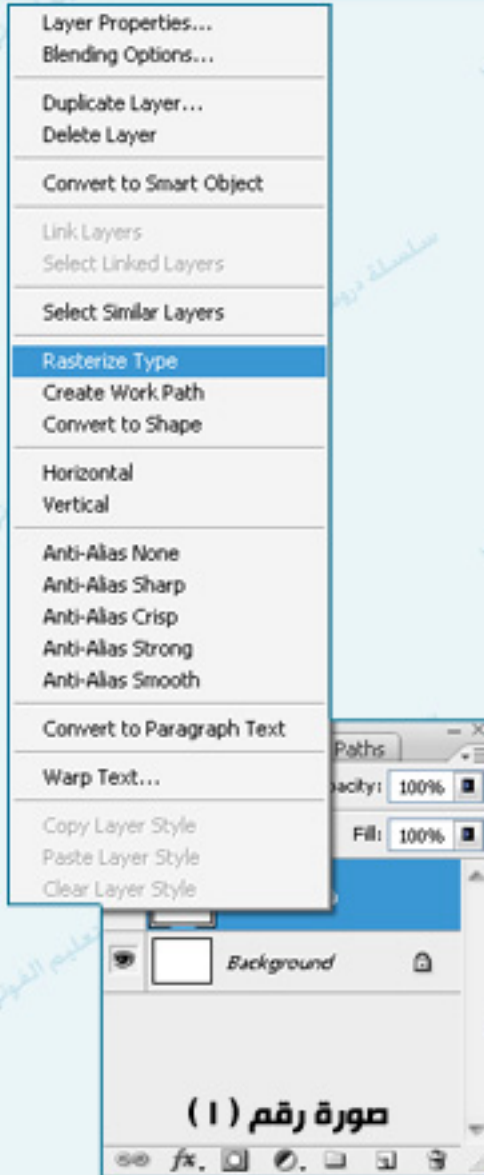 Layer Properties...
Blending Options...
Duplicate Layer...
Delete Layer
Convert to Smart Object
Link Layers
Select Linked Layers
Select Similar Layers
Rasterize Type
Create Work Path
Convert to Shape
Horizontal
Vertical
Anti-Alias None
Anti-Alias Sharp
Anti-Alias Crisp
Anti-Alias Strong
Anti-Alias Smooth
Convert to Paragraph Text
Warp Text...
Copy Layer Style
Paste Layer Style
Clear Layer Style
Paths
acity: 100%
Fill: 100%
Background
صورة رقم ( ١ )
سلسلة
تعليم